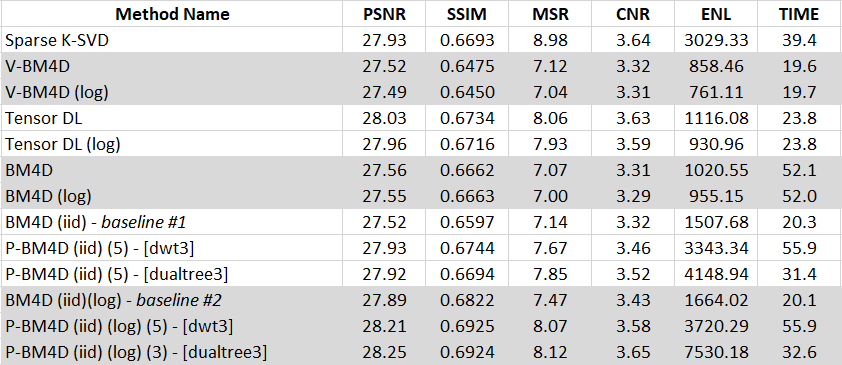 Method Name PSNR SSIM MSR CNR ENL TIME
Sparse K-SVD 27.93 0.6693 8.98 3.64 3029.33 39.4
V-BM4D 27.52 0.6475 7.12 3.32 858.46 19.6
V-BM4D (log) 27.49 0.6450 7.04 3.31 761.11 19.7
Tensor DL 28.03 0.6734 8.06 3.63 1116.08 23.8
Tensor DL (log) 27.96 0.6716 7.93 3.59 930.96 23.8
BM4D 27.56 0.6662 7.07 3.31 1020.55 52.1
BM4D (log) 27.55 0.6663 7.00 3.29 955.15 52.0
BM4D (iid) - baseline #1 27.52 0.6597 7.14 3.32 1507.68 20.3
P-BM4D (iid) (5) - [dwt3] 27.93 0.6744 7.67 3.46 3343.34 55.9
P-BM4D (iid) (5) - [dualtree3] 27.92 0.6694 7.85 3.52 4148.94 31.4
BM4D (iid)(log) - baseline #2 27.89 0.6822 7.47 3.43 1664.02 20.1
P-BM4D (iid) (log) (5) - [dwt3] 28.21 0.6925 8.07 3.58 3720.29 55.9
P-BM4D (iid) (log) (3) - [dualtree3] 28.25 0.6924 8.12 3.65 7530.18 32.6